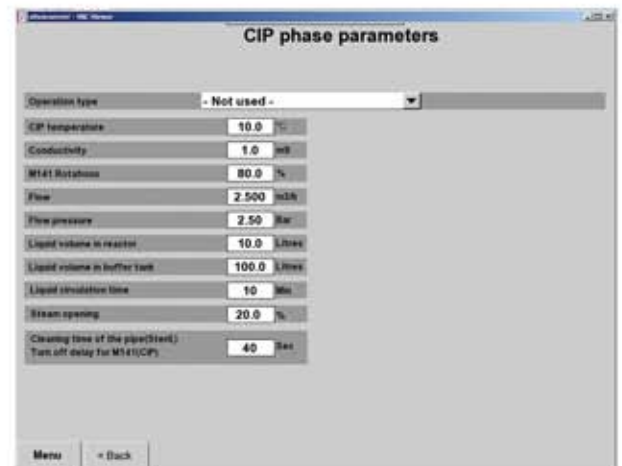 VNC Viewer
CIP phase parameters
Operation type - Not used -
CIP temperature 10.0 °C
Conductivity 1.0 mS
M141 Rotations 80.0 %
Flow 2.500 m3/h
Flow pressure 2.50 Bar
Liquid volume in reactor 10.0 Litres
Liquid volume in buffer tank 100.0 Litres
Liquid circulation time 10 Min
Steam opening 20.0 %
Cleaning time of the pipe(Steril.)
Turn off delay for M141(CIP) 40 Sec
Menu < Back